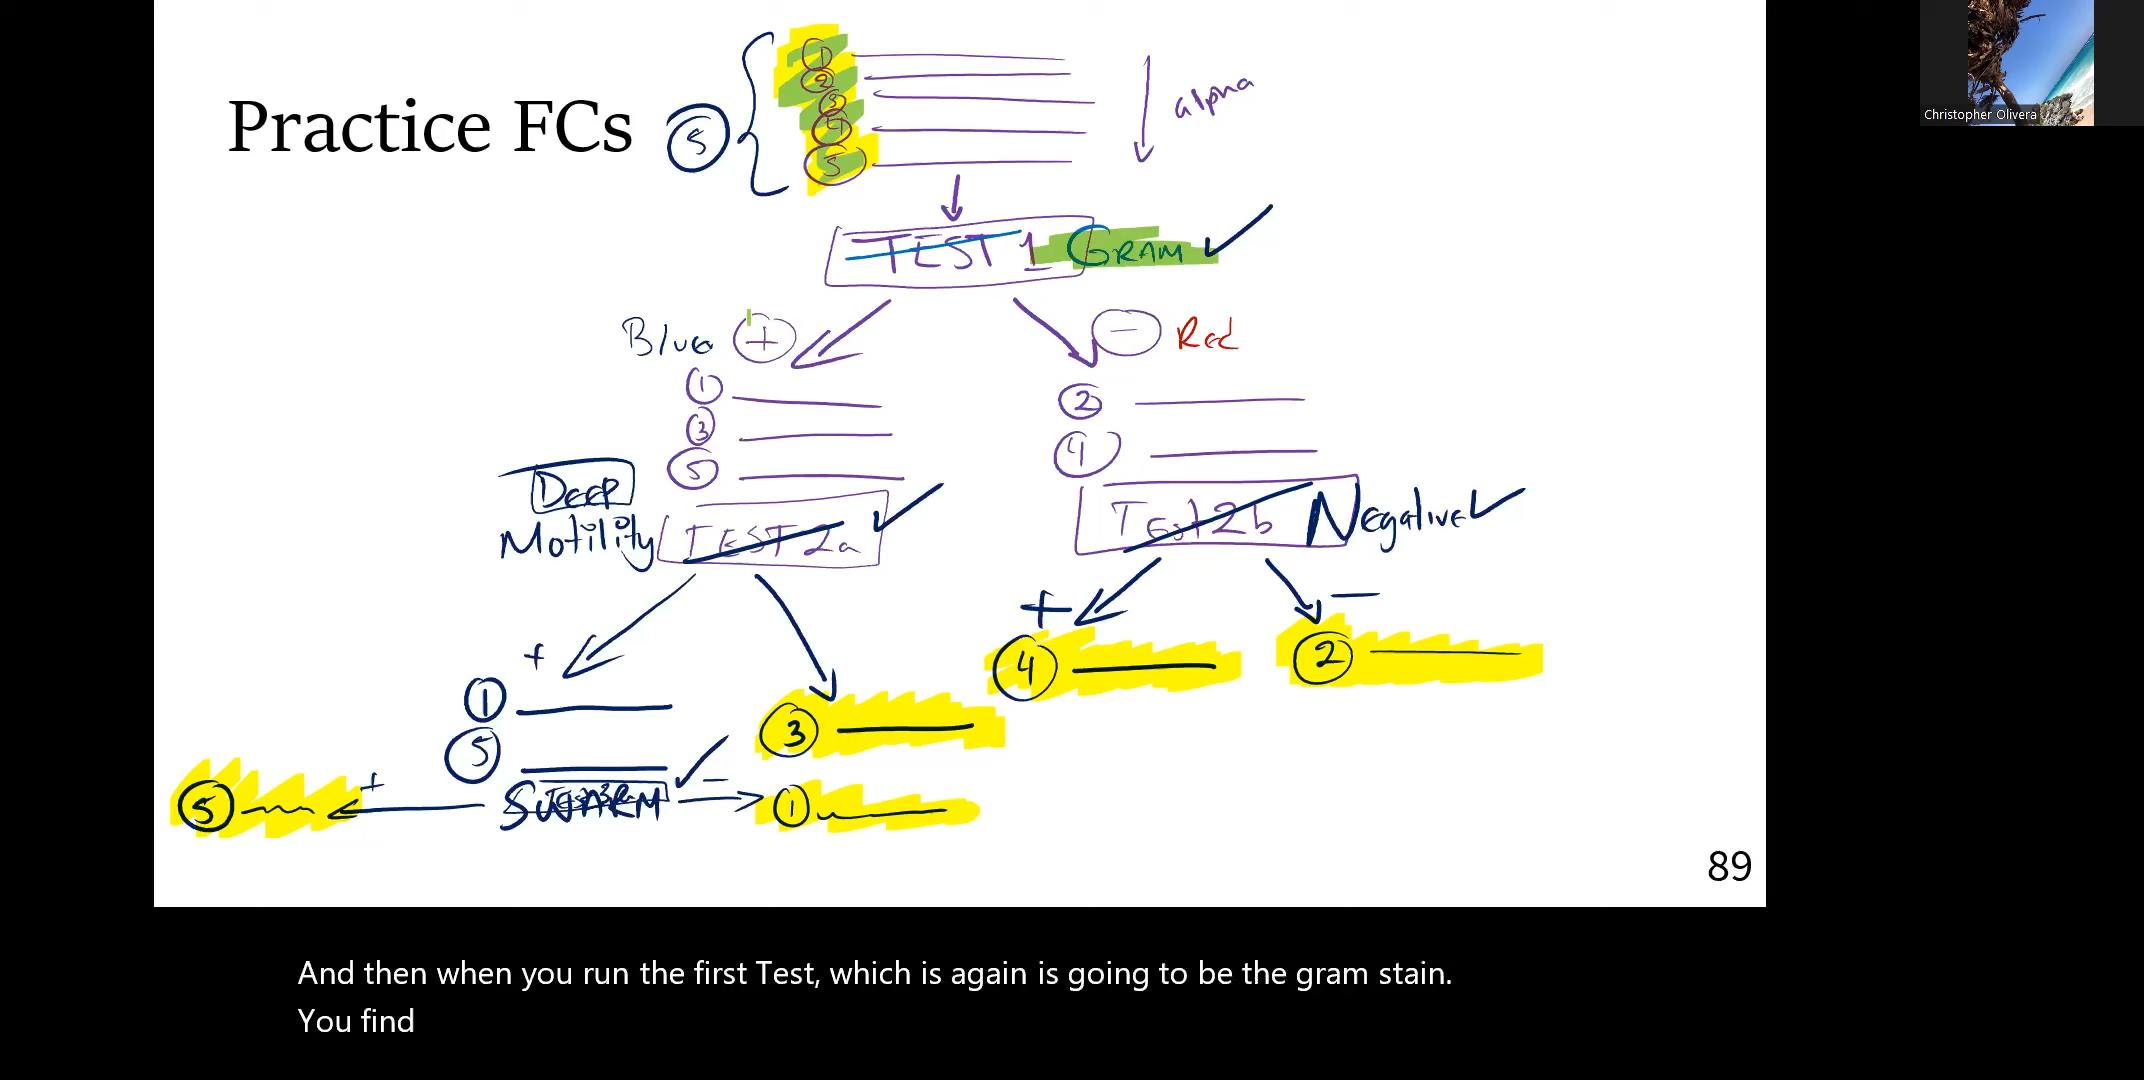 Practice FCs
5
1
2
3
4
5
alpha
TEST 1 GRAM
Blue + − Red
1
3
5
2
4
DEEP
Motility TEST 2a
Test 2b Negative
+ −
4 2
+
1
5
3
5 + SWARM − 1
89
Christopher Olivera
And then when you run the first Test, which is again is going to be the gram stain.
You find